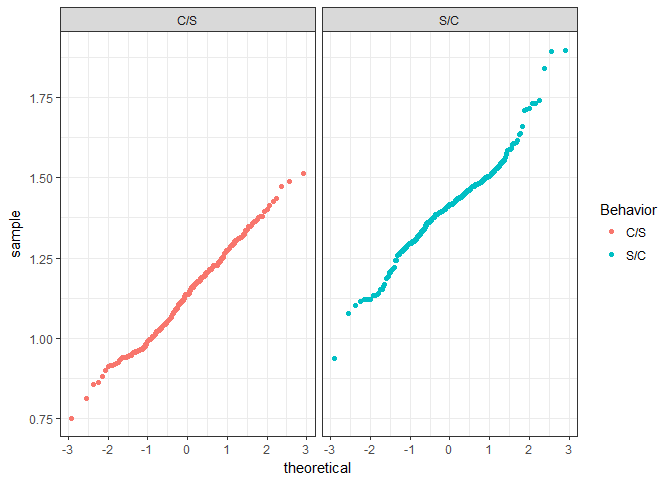 C/S S/C
1.75
1.50
1.25
1.00
0.75
sample
-3 -2 -1 0 1 2 3 -3 -2 -1 0 1 2 3
theoretical
Behavior
C/S
S/C